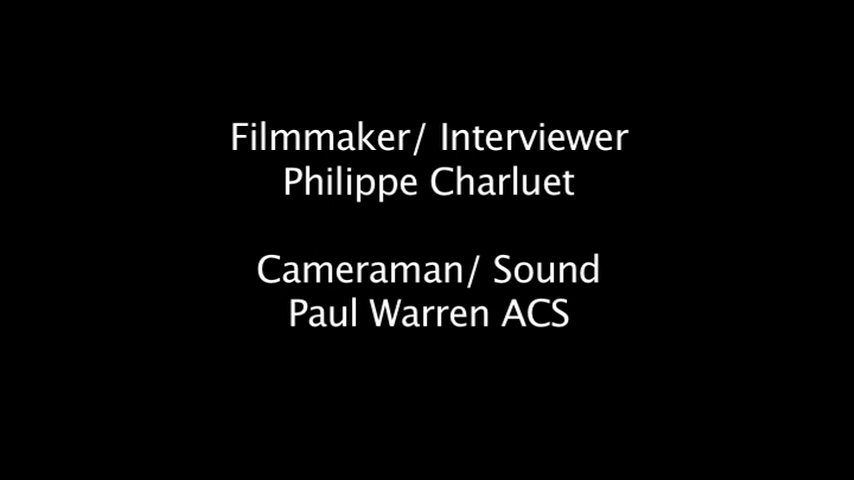 Filmmaker/ Interviewer
Philippe Charluet
Cameraman/ Sound
Paul Warren ACS